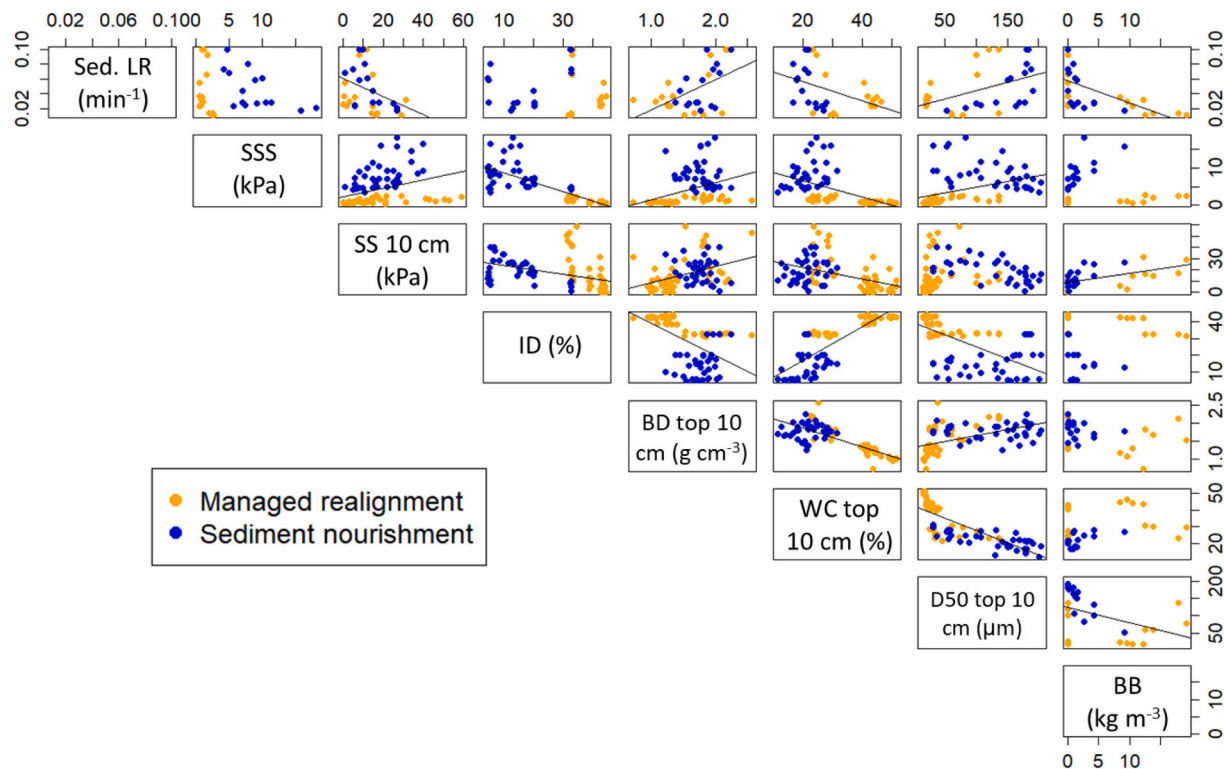 0.02 0.06 0.10 0 5 10 0 20 40 60 10 30 1.0 2.0 20 40 50 150 0 10
Sed. LR
(min⁻¹)
0.02 0.10
0.02 0.10
SSS
(kPa)
0 10
SS 10 cm
(kPa)
0 10 30
ID (%)
10 40
BD top 10
cm (g cm⁻³)
1.0 2.5
Managed realignment
Sediment nourishment
WC top
10 cm (%)
20 50
D50 top 10
cm (µm)
50 200
BB
(kg m⁻³)
0 10
0 10